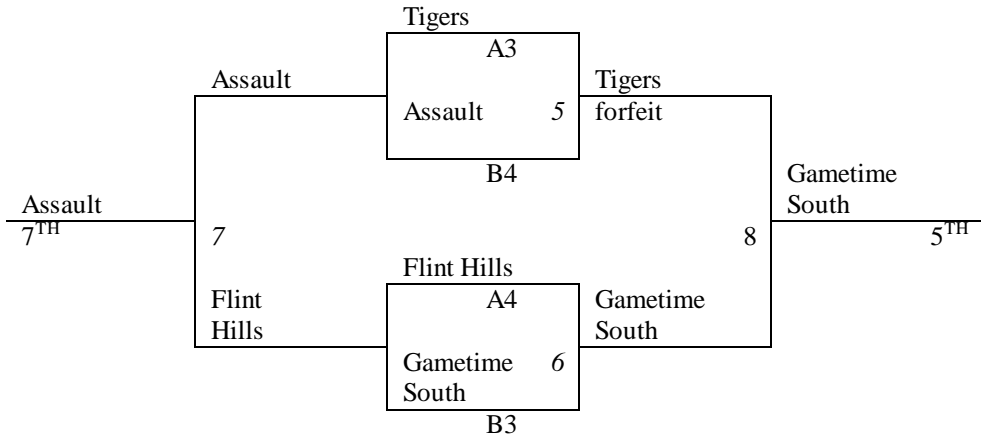 Tigers
A3
Assault
Tigers
Assault
5
forfeit
B4
Gametime
Assault
South
7TH
7
8
5TH
Flint Hills
Flint
A4
Gametime
Hills
South
Gametime
6
South
B3